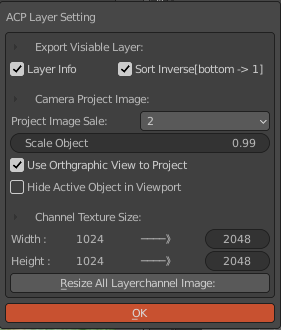 ACP Layer Setting
Export Visiable Layer:
Layer Info
Sort Inverse[bottom -> 1]
Camera Project Image:
Project Image Sale: 2
Scale Object 0.99
Use Orthgraphic View to Project
Hide Active Object in Viewport
Channel Texture Size:
Width : 1024 ——》 2048
Height : 1024 ——》 2048
Resize All Layerchannel Image:
OK